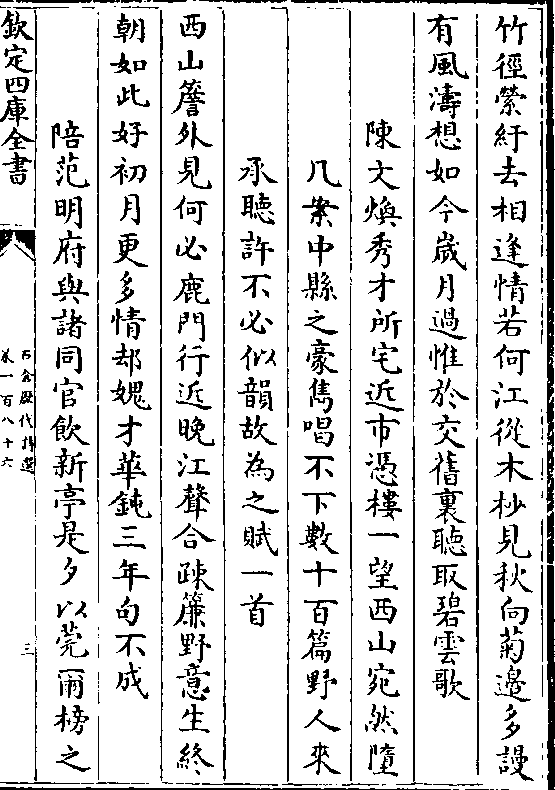 竹徑縈紆去相逢情若何江從木杪見秋向菊邊多謾
有風濤想如今歲月過惟於交舊裏聽取碧雲歌
陳文煥秀才所宅近市憑樓一望西山宛然墮
几案中縣之豪雋唱不下數十百篇野人來
承聽許不必似韻故為之賦一首
西山簷外見何必鹿門行近晚江聲合疎簾野意生終
朝如此好初月更多情却媿才華鈍三年句不成
陪范明府與諸同官飲新亭是夕以莞爾榜之
欽定四庫全書
石倉歷代詩選
卷一百八十六
三